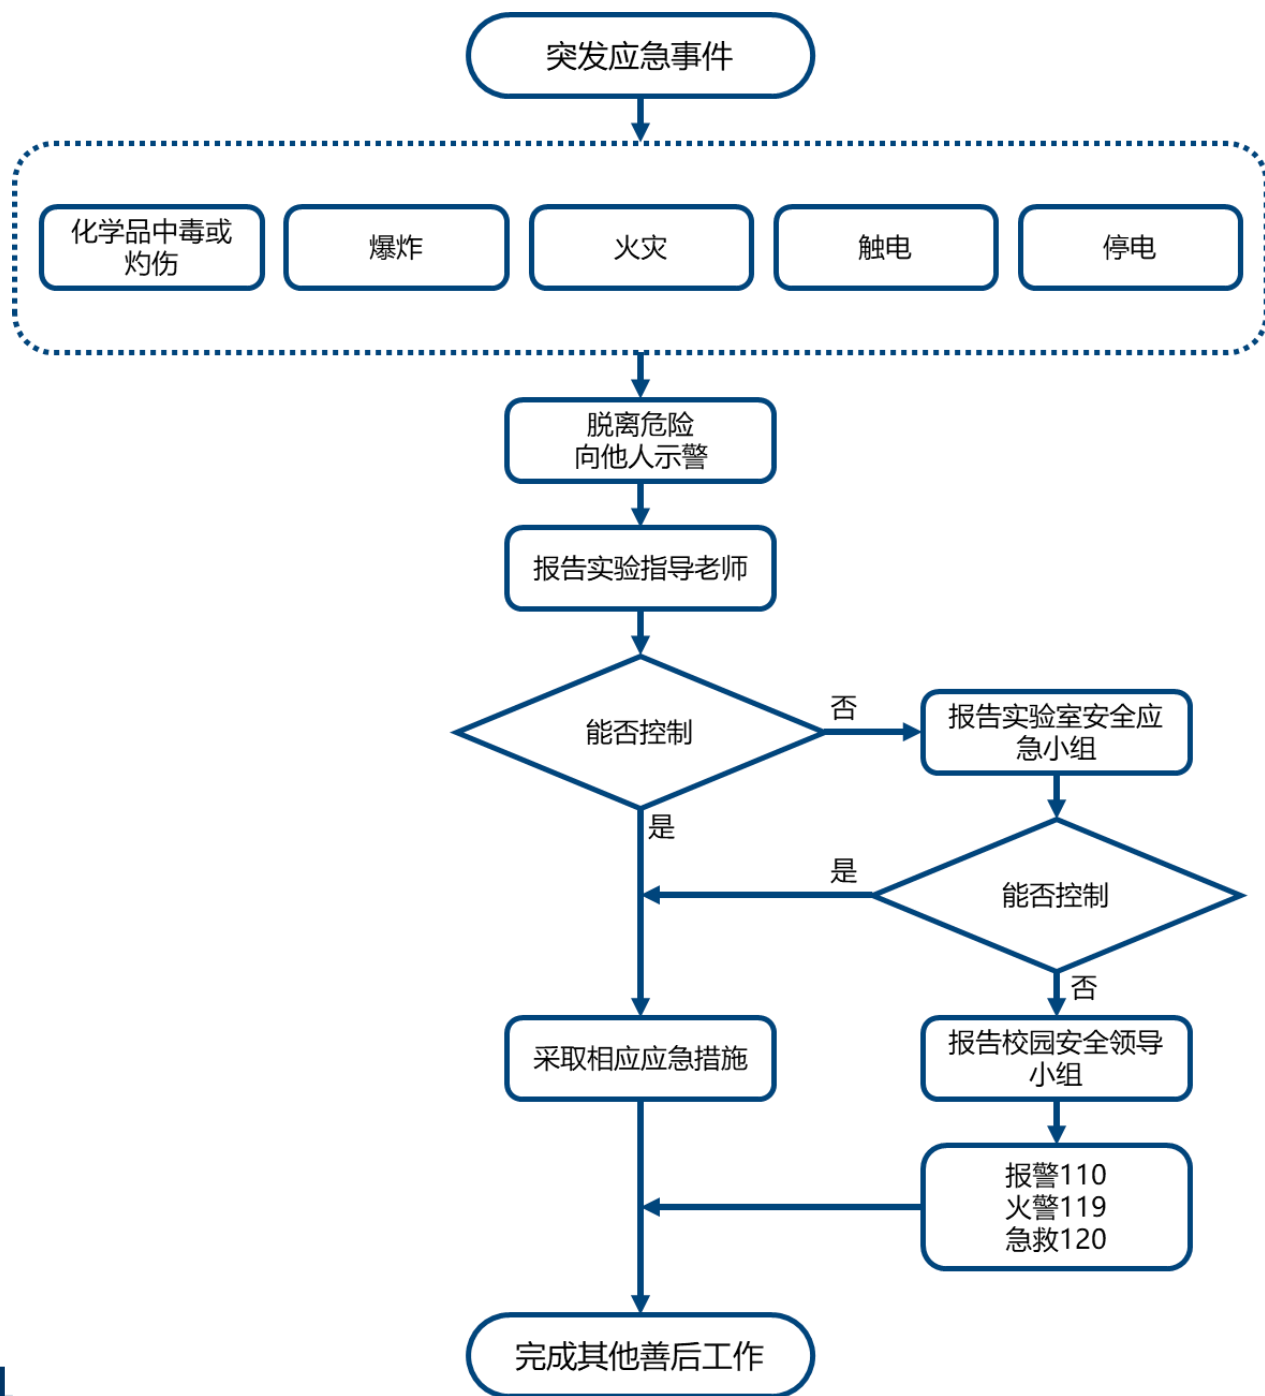 突发应急事件
化学品中毒或
灼伤
爆炸
火灾
触电
停电
脱离危险
向他人示警
报告实验指导老师
能否控制
否
报告实验室安全应
急小组
是
是
能否控制
否
采取相应应急措施
报告校园安全领导
小组
报警110
火警119
急救120
完成其他善后工作